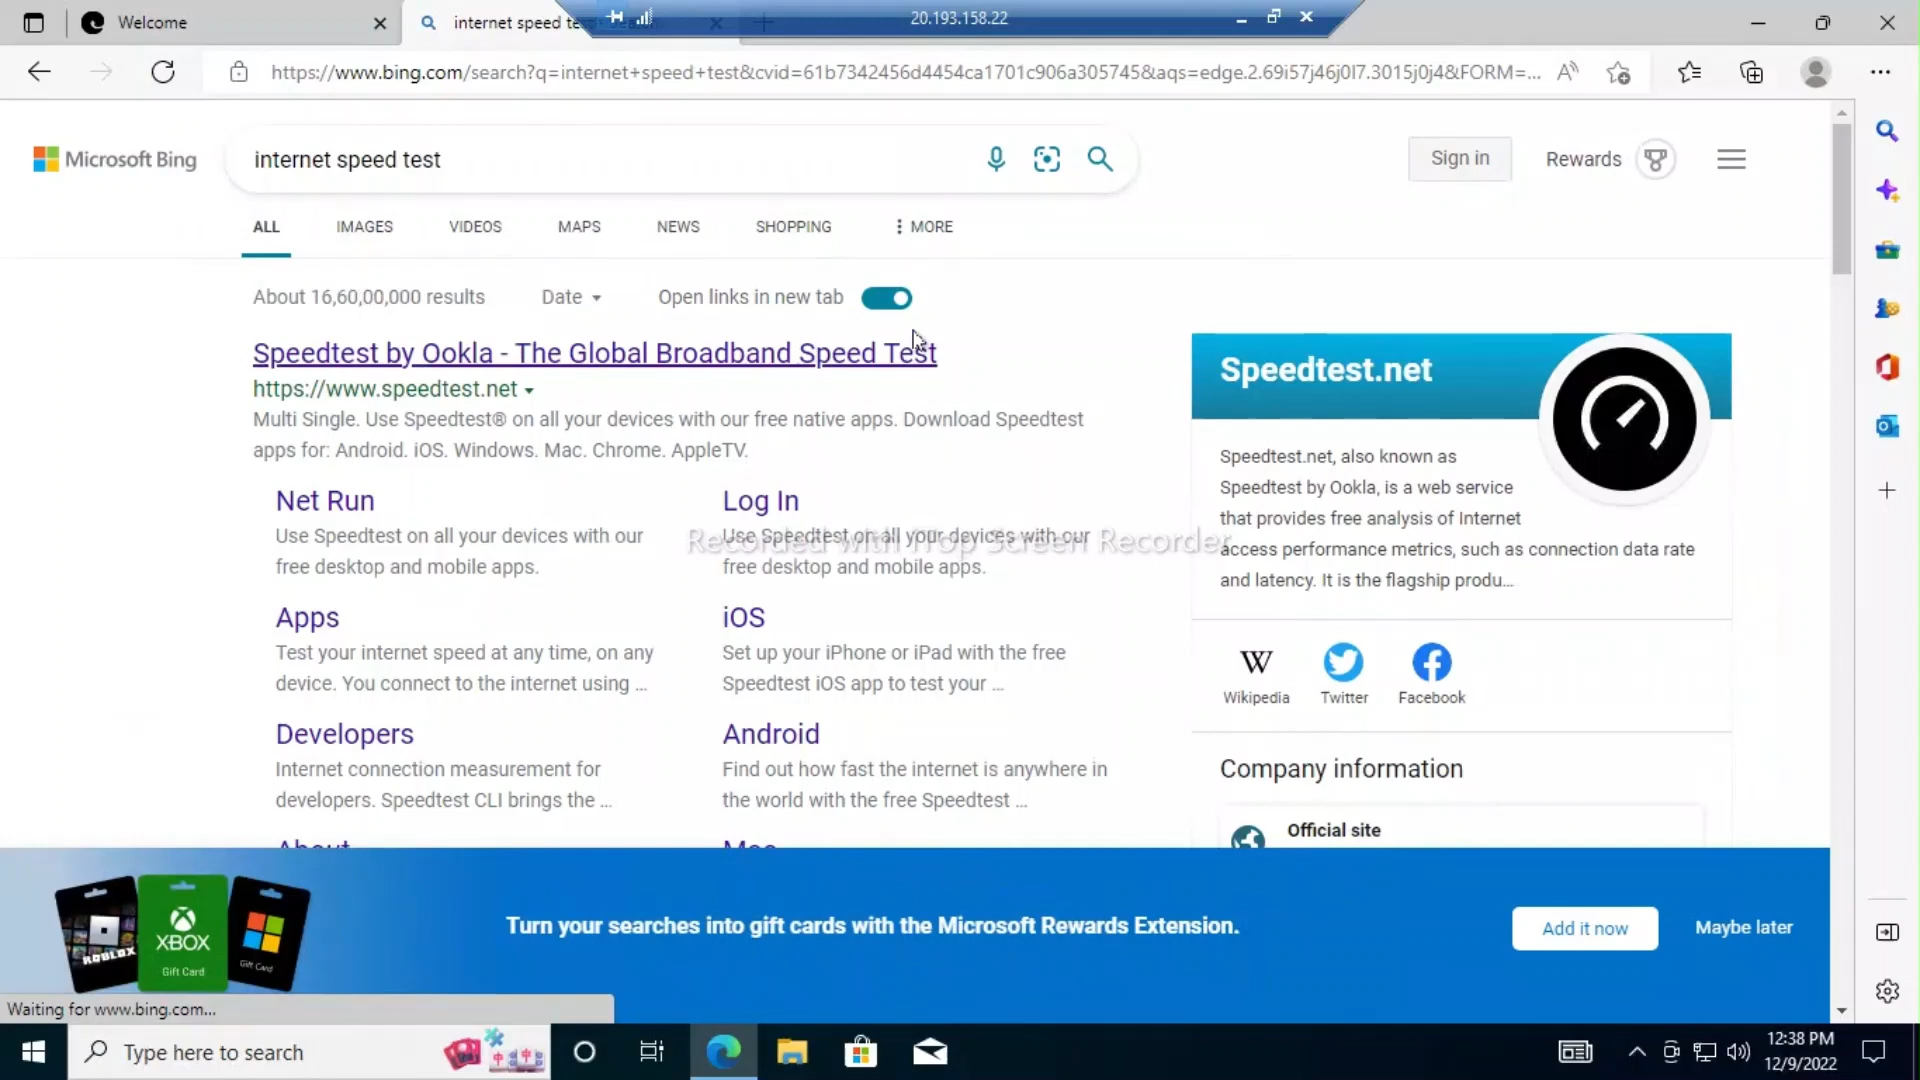 Welcome
internet speed te
20.193.158.22
https://www.bing.com/search?q=internet+speed+test&cvid=61b7342456d4454ca1701c906a305745&aqs=edge.2.69i57j46j0l7.3015j0j4&FORM=...
Microsoft Bing
internet speed test
Sign in
Rewards
ALL
IMAGES
VIDEOS
MAPS
NEWS
SHOPPING
MORE
About 16,60,00,000 results
Date
Open links in new tab
Speedtest by Ookla - The Global Broadband Speed Test
https://www.speedtest.net
Multi Single. Use Speedtest® on all your devices with our free native apps. Download Speedtest
apps for: Android. iOS. Windows. Mac. Chrome. AppleTV.
Net Run
Use Speedtest on all your devices with our
free desktop and mobile apps.
Log In
Use Speedtest on all your devices with our
free desktop and mobile apps.
Recorded with iTop Screen Recorder
Apps
Test your internet speed at any time, on any
device. You connect to the internet using ...
iOS
Set up your iPhone or iPad with the free
Speedtest iOS app to test your ...
Developers
Internet connection measurement for
developers. Speedtest CLI brings the ...
Android
Find out how fast the internet is anywhere in
the world with the free Speedtest ...
About
Mac
Speedtest.net
Speedtest.net, also known as
Speedtest by Ookla, is a web service
that provides free analysis of Internet
access performance metrics, such as connection data rate
and latency. It is the flagship produ...
W
Wikipedia
Twitter
Facebook
Company information
Official site
ROBLOX
XBOX
Gift Card
Gift Card
Turn your searches into gift cards with the Microsoft Rewards Extension.
Add it now
Maybe later
Waiting for www.bing.com...
Type here to search
12:38 PM
12/9/2022